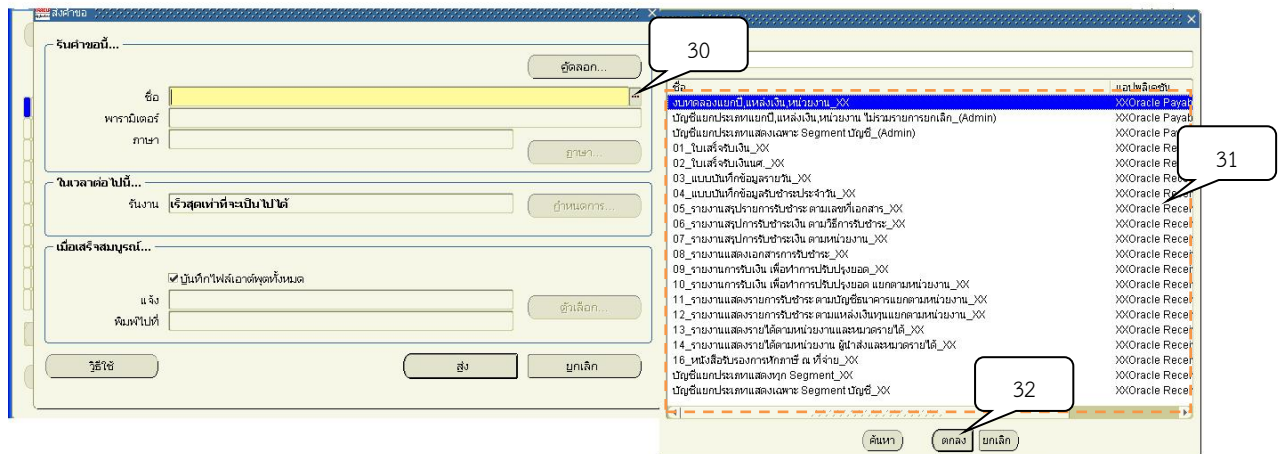 ส่งคำขอ
รันคำขอนี้...
คัดลอก...
ชื่อ
พารามิเตอร์
ภาษา
ภาษา...
ในเวลาต่อไปนี้...
รันงาน เร็วสุดเท่าที่จะเป็นไปได้
กำหนดการ...
เมื่อเสร็จสมบูรณ์...
บันทึกไฟล์เอาต์พุตทั้งหมด
แจ้ง
ตัวเลือก...
พิมพ์ไปที่
วิธีใช้ ส่ง ยกเลิก
30
ชื่อ แอปพลิเคชัน
งบทดลองแยกปี,แหล่งเงิน,หน่วยงาน_XX XXOracle Payab
บัญชีแยกประเภทแยกปี,แหล่งเงิน,หน่วยงาน ไม่รวมรายการยกเลิก_(Admin) XXOracle Payab
บัญชีแยกประเภทแสดงเฉพาะ Segment บัญชี_(Admin) XXOracle Pa
01_ใบเสร็จรับเงิน_XX XXOracle Re
02_ใบเสร็จรับเงินนศ._XX XXOracle Re
03_แบบบันทึกข้อมูลรายวัน_XX XXOracle Rec
04_แบบบันทึกข้อมูลรับชำระประจำวัน_XX XXOracle Recei
05_รายงานสรุปรายการรับชำระ ตามเลขที่เอกสาร_XX XXOracle Recei
06_รายงานสรุปการรับชำระเงิน ตามวิธีการรับชำระ_XX XXOracle Recei
07_รายงานสรุปการรับชำระเงิน ตามหน่วยงาน_XX XXOracle Recei
08_รายงานแสดงเอกสารการรับชำระ_XX XXOracle Recei
09_รายงานการรับเงิน เพื่อทำการปรับปรุงยอด_XX XXOracle Recei
10_รายงานการรับเงิน เพื่อทำการปรับปรุงยอด แยกตามหน่วยงาน_XX XXOracle Recei
11_รายงานแสดงรายการรับชำระ ตามบัญชีธนาคารแยกตามหน่วยงาน_XX XXOracle Recei
12_รายงานแสดงรายการรับชำระ ตามแหล่งเงินทุนแยกตามหน่วยงาน_XX XXOracle Recei
13_รายงานแสดงรายได้ตามหน่วยงานและหมวดรายได้_XX XXOracle Recei
14_รายงานแสดงรายได้ตามหน่วยงาน ผู้นำส่งและหมวดรายได้_XX XXOracle Recei
16_หนังสือรับรองการหักภาษี ณ ที่จ่าย_XX XXOracle Recei
บัญชีแยกประเภทแสดงทุก Segment_XX XXOracle Recei
บัญชีแยกประเภทแสดงเฉพาะ Segment บัญชี_XX XXOracle Recei
31
32
ค้นหา ตกลง ยกเลิก